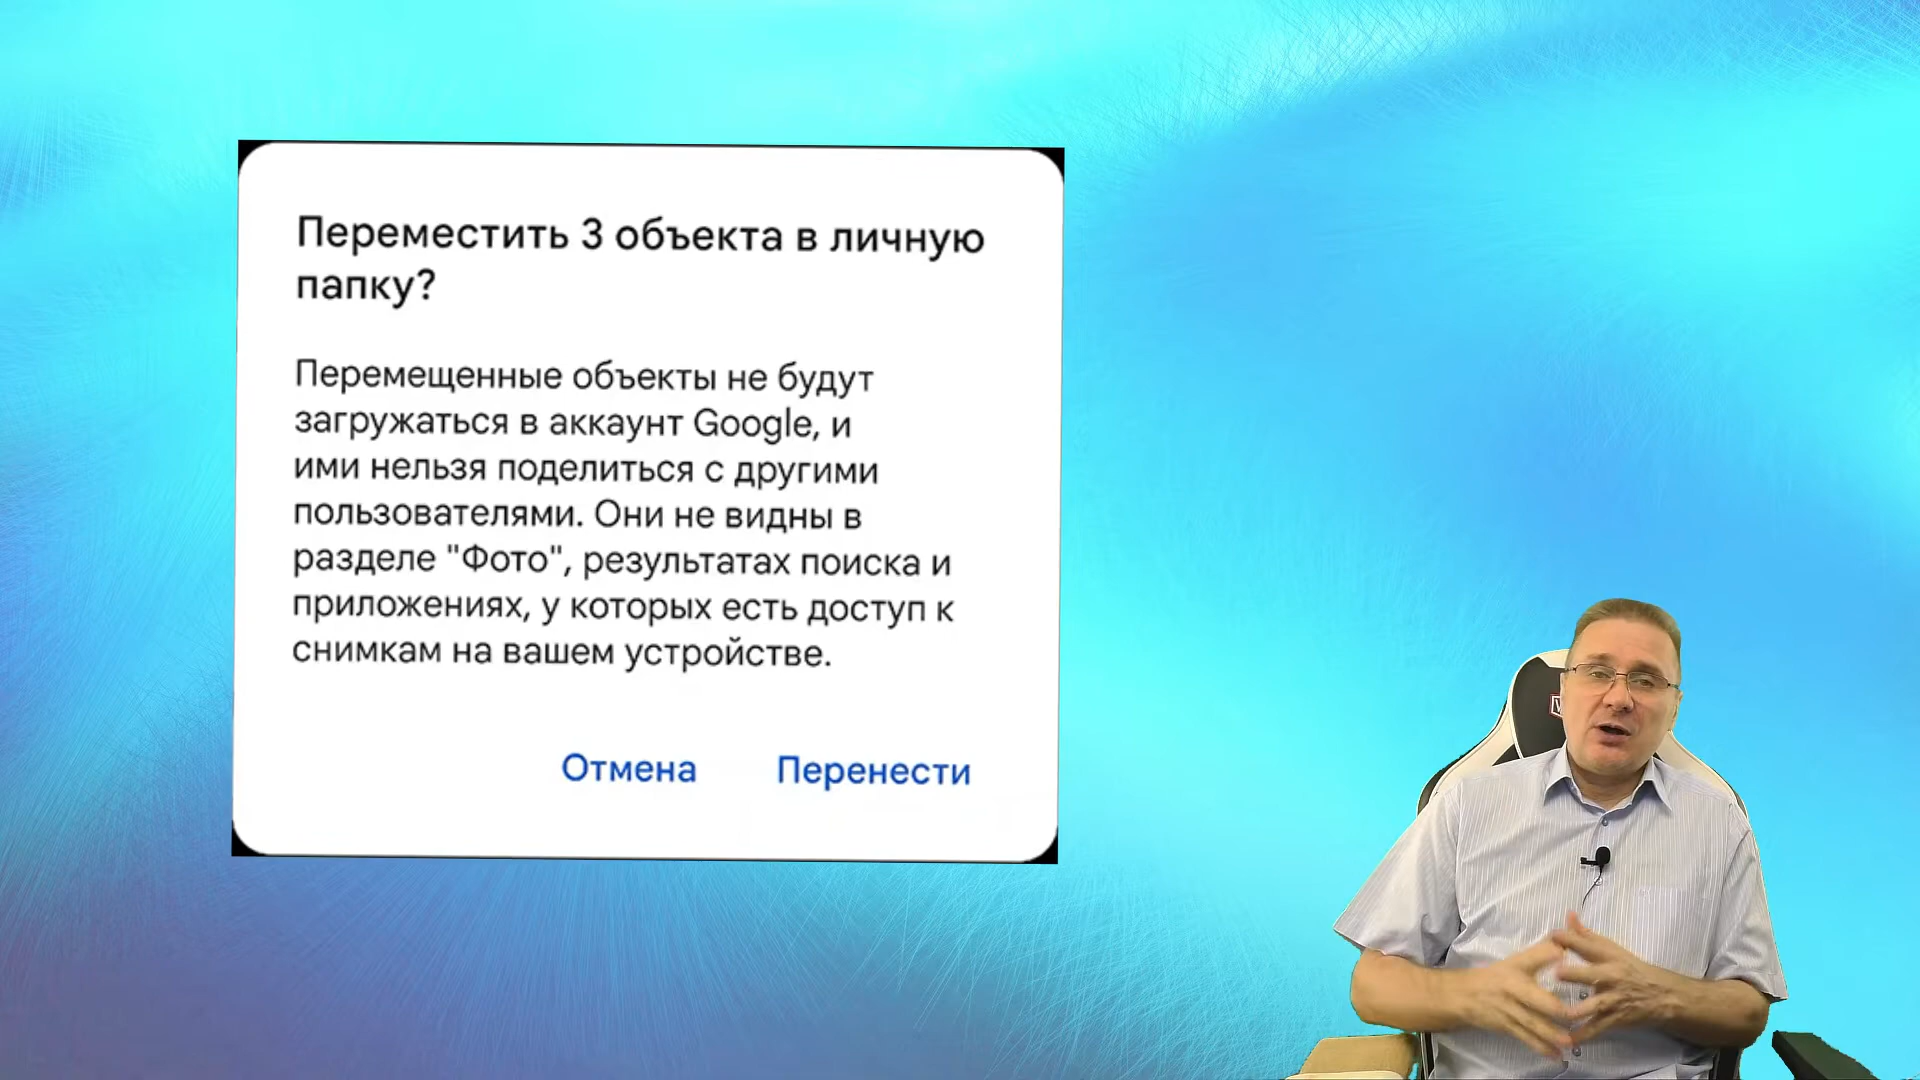 Переместить 3 объекта в личную
папку?
Перемещенные объекты не будут
загружаться в аккаунт Google, и
ими нельзя поделиться с другими
пользователями. Они не видны в
разделе "Фото", результатах поиска и
приложениях, у которых есть доступ к
снимкам на вашем устройстве.
Отмена Перенести